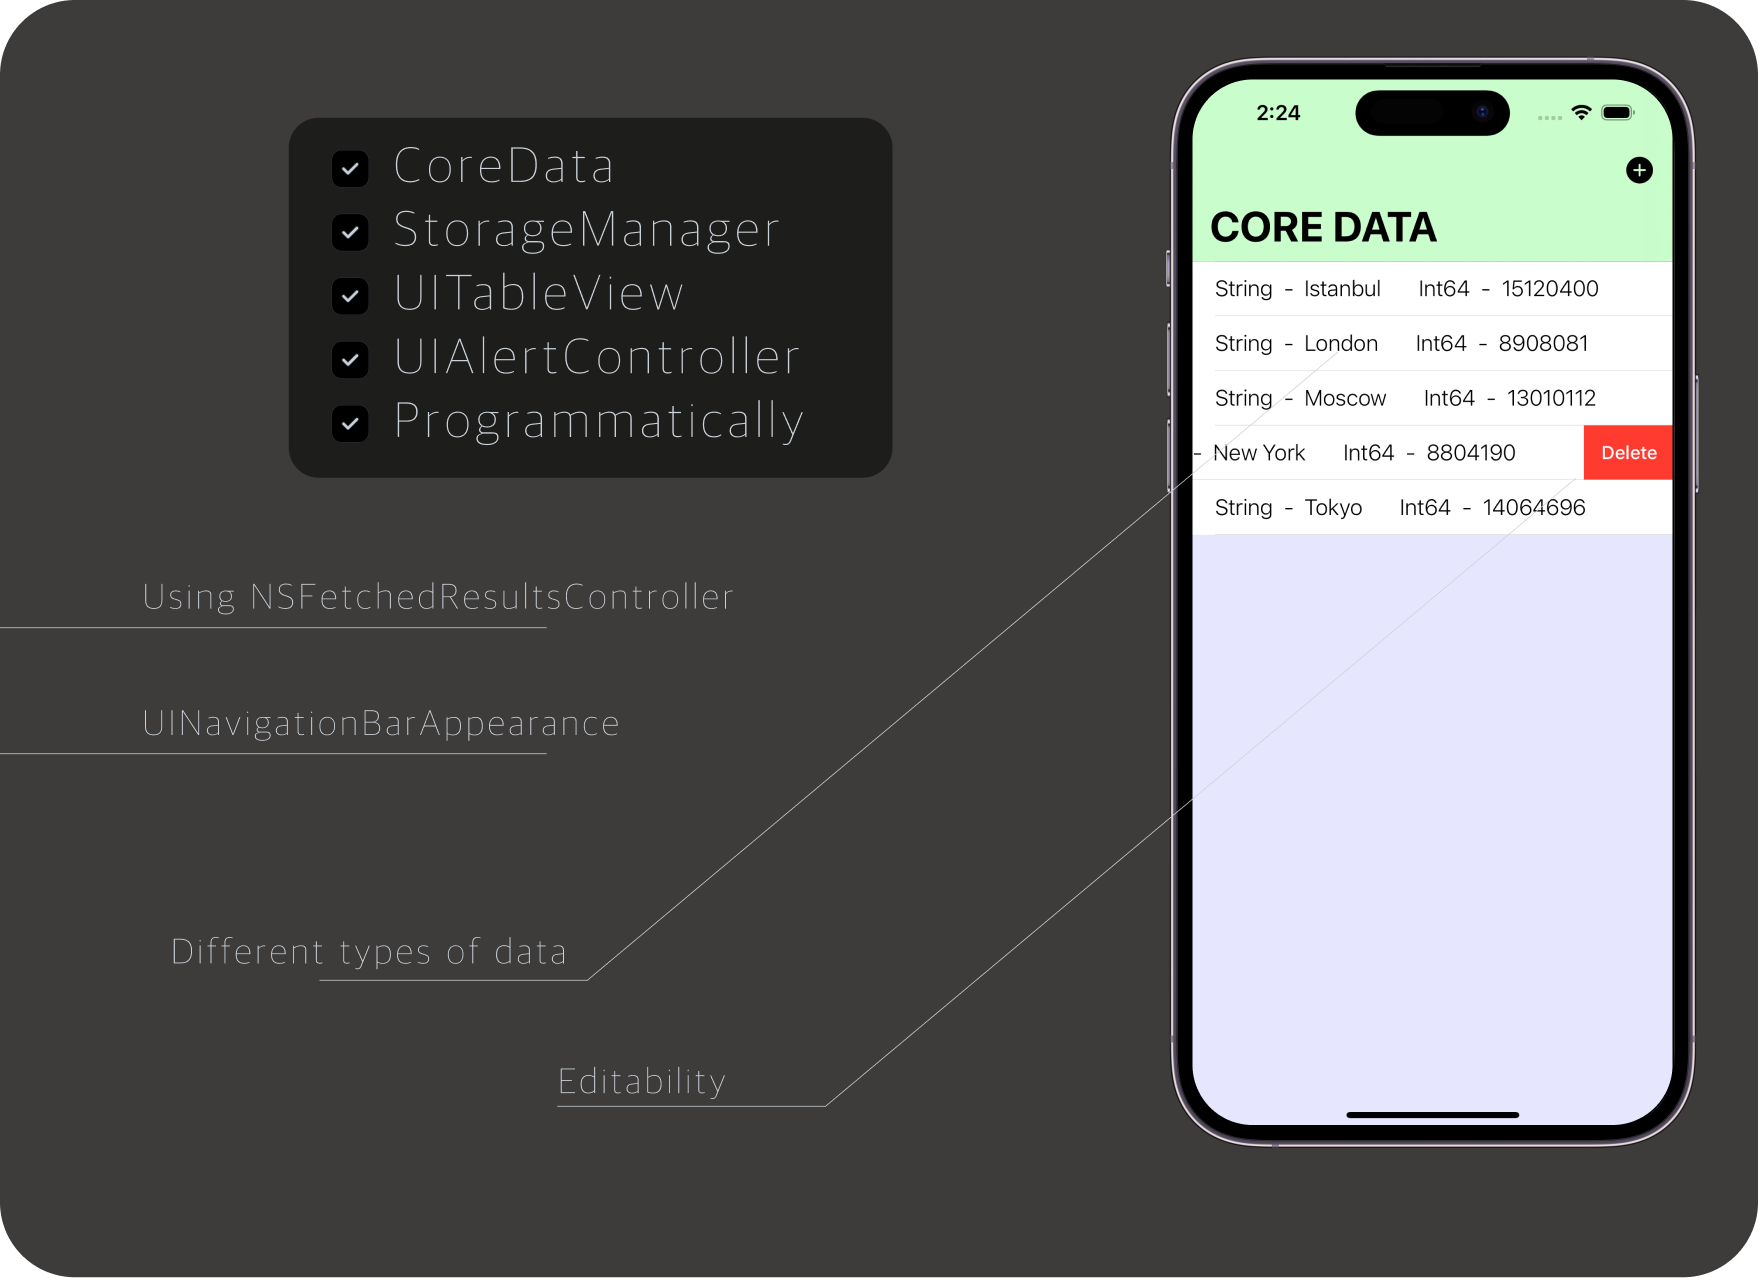 CoreData
StorageManager
UITableView
UIAlertController
Programmatically
Using NSFetchedResultsController
UINavigationBarAppearance
Different types of data
Editability
2:24
CORE DATA
String - Istanbul Int64 - 15120400
String - London Int64 - 8908081
String - Moscow Int64 - 13010112
- New York Int64 - 8804190 Delete
String - Tokyo Int64 - 14064696